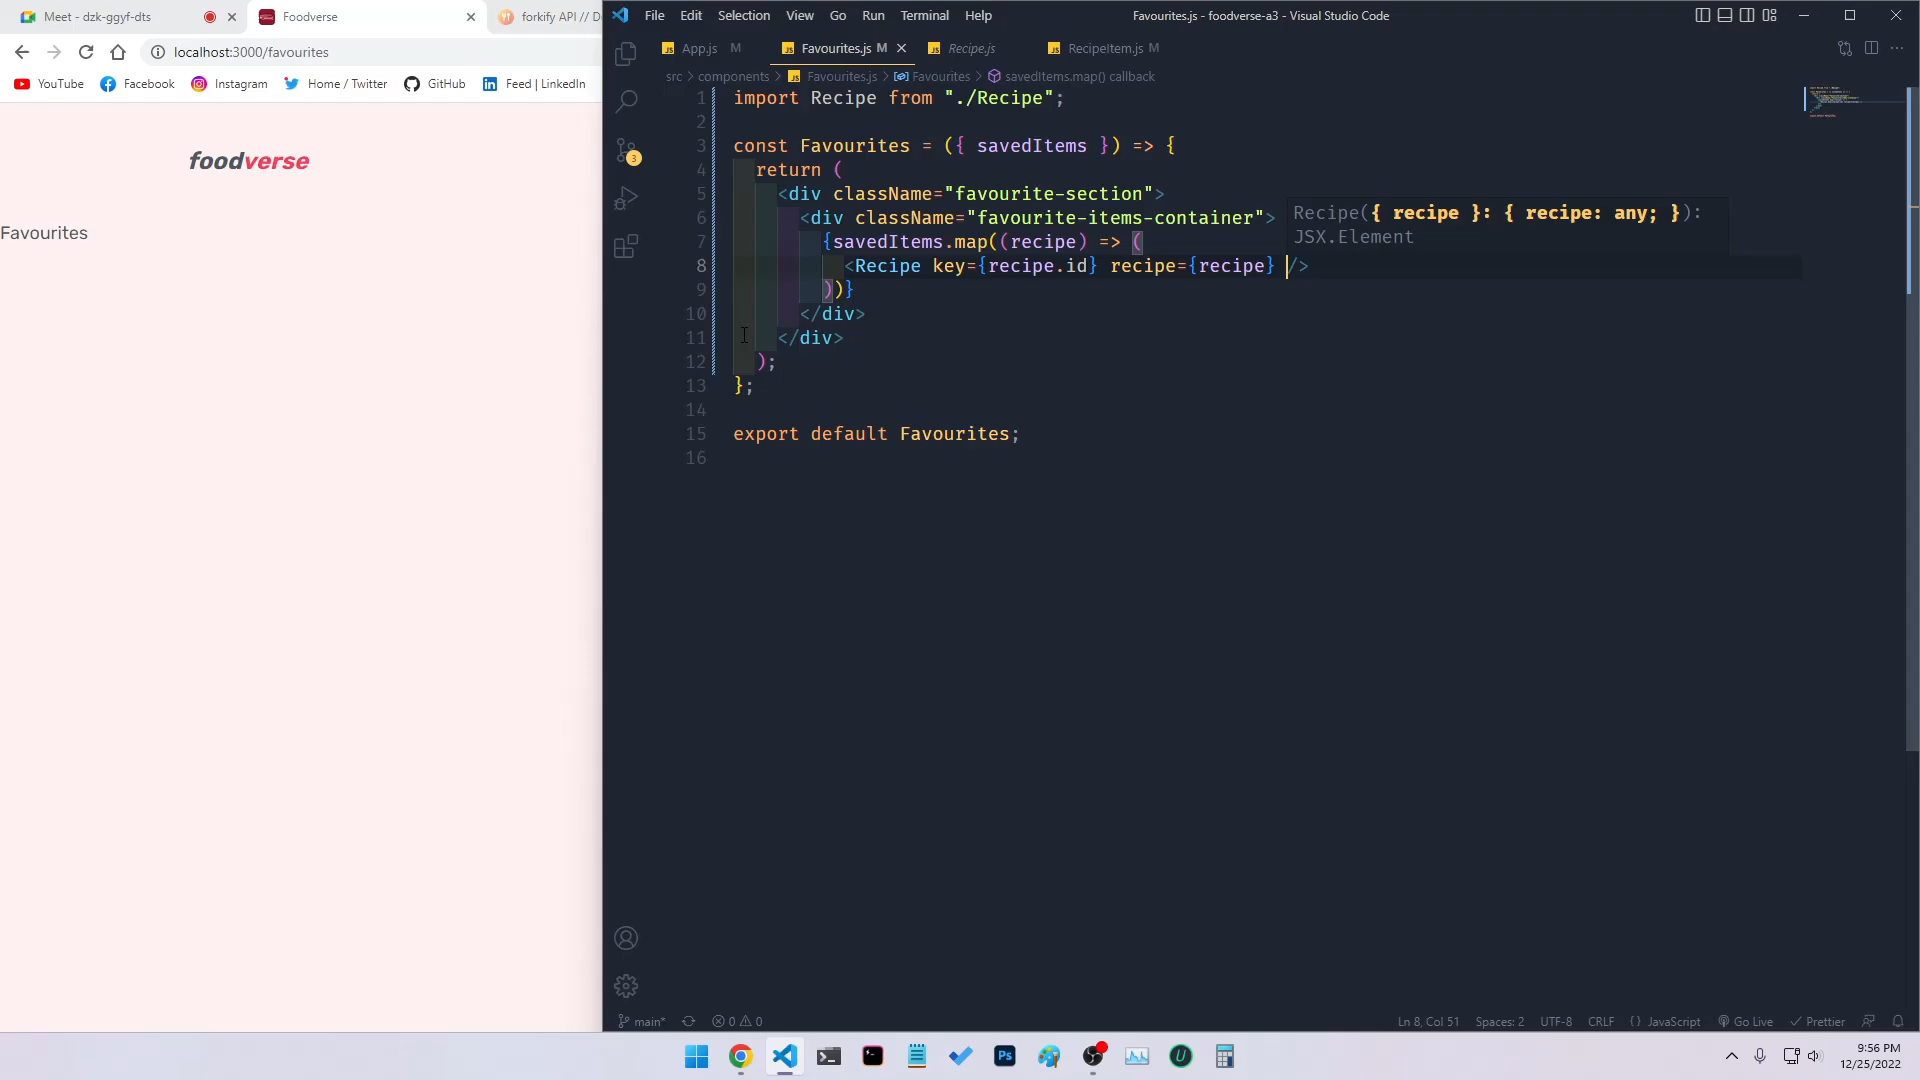 Meet - dzk-ggyf-dts
Foodverse
forkify API // D
localhost:3000/favourites
YouTube
Facebook
Instagram
Home / Twitter
GitHub
Feed | LinkedIn
foodverse
Favourites
File Edit Selection View Go Run Terminal Help
Favourites.js - foodverse-a3 - Visual Studio Code
App.js M
Favourites.js M
Recipe.js
RecipeItem.js M
src > components > Favourites.js > Favourites > savedItems.map() callback
1 import Recipe from "./Recipe";
2
3 const Favourites = ({ savedItems }) => {
4 return (
5 <div className="favourite-section">
6 <div className="favourite-items-container">
7 {savedItems.map((recipe) => (
8 <Recipe key={recipe.id} recipe={recipe} />
9 ))}
10 </div>
11 </div>
12 );
13 };
14
15 export default Favourites;
16
Recipe({ recipe }: { recipe: any; }):
JSX.Element
3
main*
0 0
Ln 8, Col 51
Spaces: 2
UTF-8
CRLF
{ } JavaScript
Go Live
Prettier
Ps
U
9:56 PM
12/25/2022